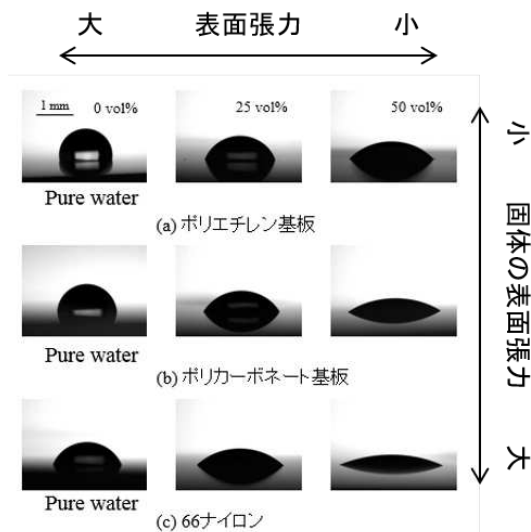 大 表面張力 小
1 mm 0 vol% 25 vol% 50 vol%
Pure water
(a) ポリエチレン基板
Pure water
(b) ポリカーボネート基板
Pure water
(c) 66ナイロン
小
固体の表面張力
大